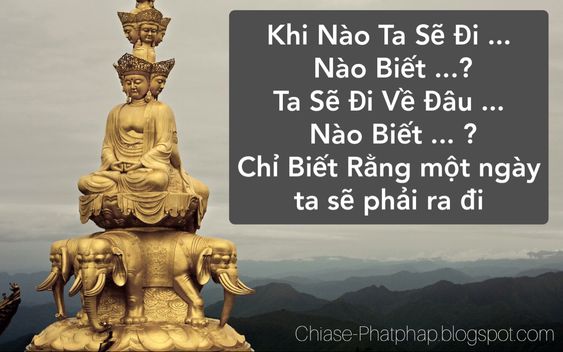 Khi Nào Ta Sẽ Đi ...
Nào Biết ...?
Ta Sẽ Đi Về Đâu ...
Nào Biết ... ?
Chỉ Biết Rằng một ngày
ta sẽ phải ra đi
Chiase-Phatphap.blogspot.com